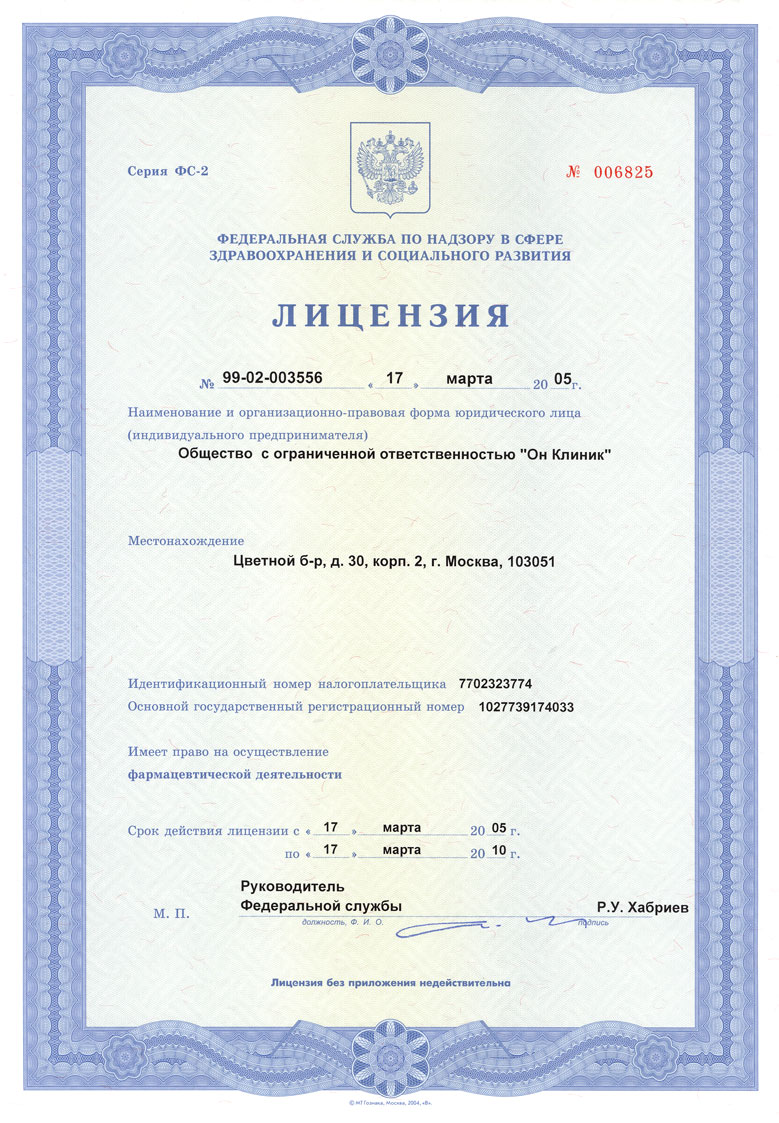 Серия ФС-2
№ 006825
ФЕДЕРАЛЬНАЯ СЛУЖБА ПО НАДЗОРУ В СФЕРЕ
ЗДРАВООХРАНЕНИЯ И СОЦИАЛЬНОГО РАЗВИТИЯ
ЛИЦЕНЗИЯ
№ 99-02-003556 « 17 » марта 20 05 г.
Наименование и организационно-правовая форма юридического лица
(индивидуального предпринимателя)
Общество с ограниченной ответственностью "Он Клиник"
Местонахождение
Цветной б-р, д. 30, корп. 2, г. Москва, 103051
Идентификационный номер налогоплательщика 7702323774
Основной государственный регистрационный номер 1027739174033
Имеет право на осуществление
фармацевтической деятельности
Срок действия лицензии с « 17 » марта 20 05 г.
по « 17 » марта 20 10 г.
Руководитель
М. П. Федеральной службы Р.У. Хабриев
должность, Ф. И. О. подпись
Лицензия без приложения недействительна
© МТ Гознака, Москва, 2004, «В».